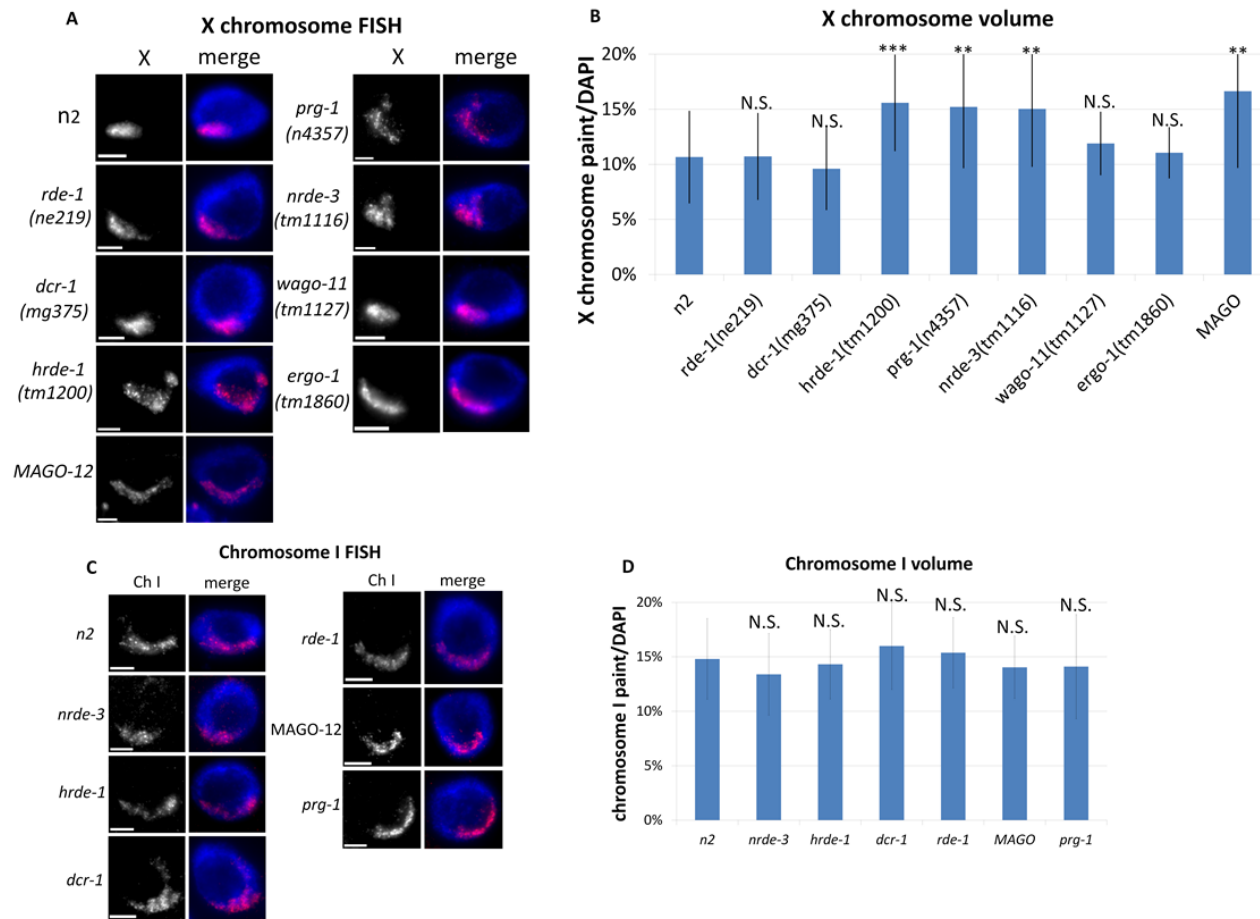 A
X chromosome FISH
X
merge
X
merge
n2
rde-1
(ne219)
dcr-1
(mg375)
hrde-1
(tm1200)
MAGO-12
prg-1
(n4357)
nrde-3
(tm1116)
wago-11
(tm1127)
ergo-1
(tm1860)
B
X chromosome volume
X chromosome paint/DAPI
20%
15%
10%
5%
0%
N.S.
N.S.
***
**
**
N.S.
N.S.
**
n2
rde-1(ne219)
dcr-1(mg375)
hrde-1(tm1200)
prg-1(n4357)
nrde-3(tm1116)
wago-11(tm1127)
ergo-1(tm1860)
MAGO
C
Chromosome I FISH
Ch I
merge
Ch I
merge
n2
nrde-3
hrde-1
dcr-1
rde-1
MAGO-12
prg-1
D
Chromosome I volume
chromosome I paint/DAPI
20%
15%
10%
5%
0%
N.S.
N.S.
N.S.
N.S.
N.S.
N.S.
n2
nrde-3
hrde-1
dcr-1
rde-1
MAGO
prg-1